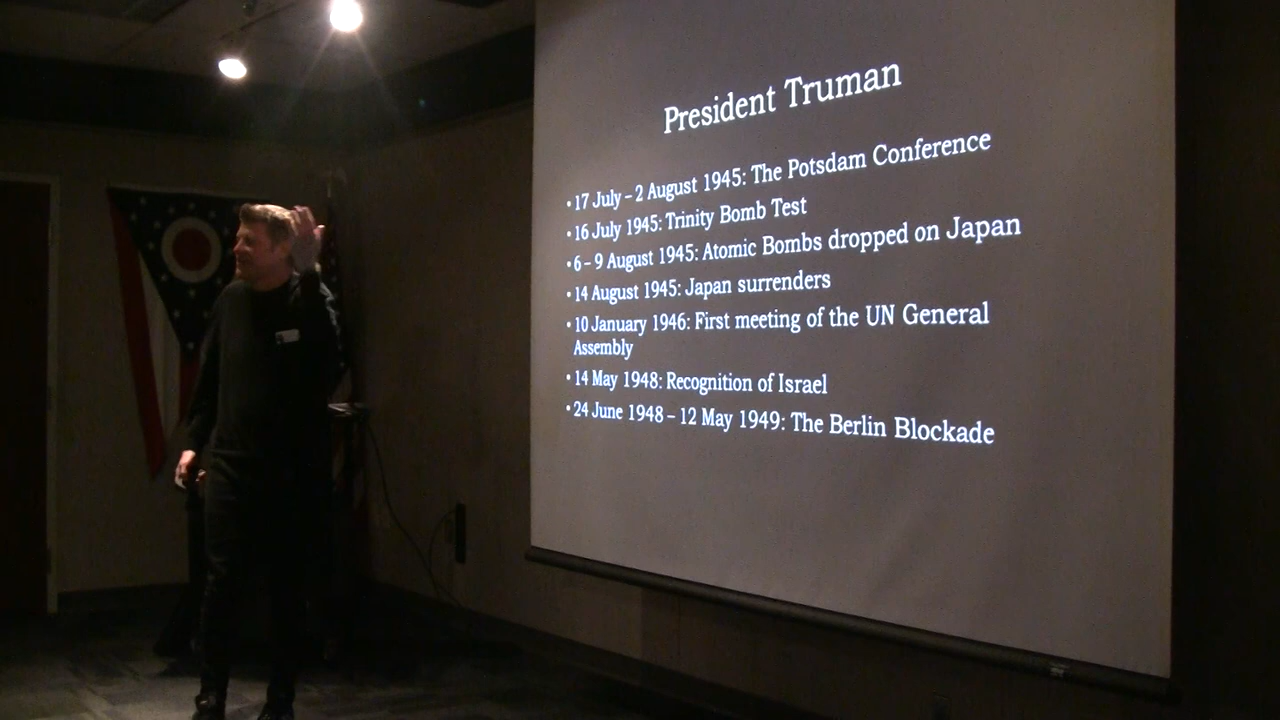 President Truman
• 17 July – 2 August 1945: The Potsdam Conference
• 16 July 1945: Trinity Bomb Test
• 6 – 9 August 1945: Atomic Bombs dropped on Japan
• 14 August 1945: Japan surrenders
• 10 January 1946: First meeting of the UN General
Assembly
• 14 May 1948: Recognition of Israel
• 24 June 1948 – 12 May 1949: The Berlin Blockade